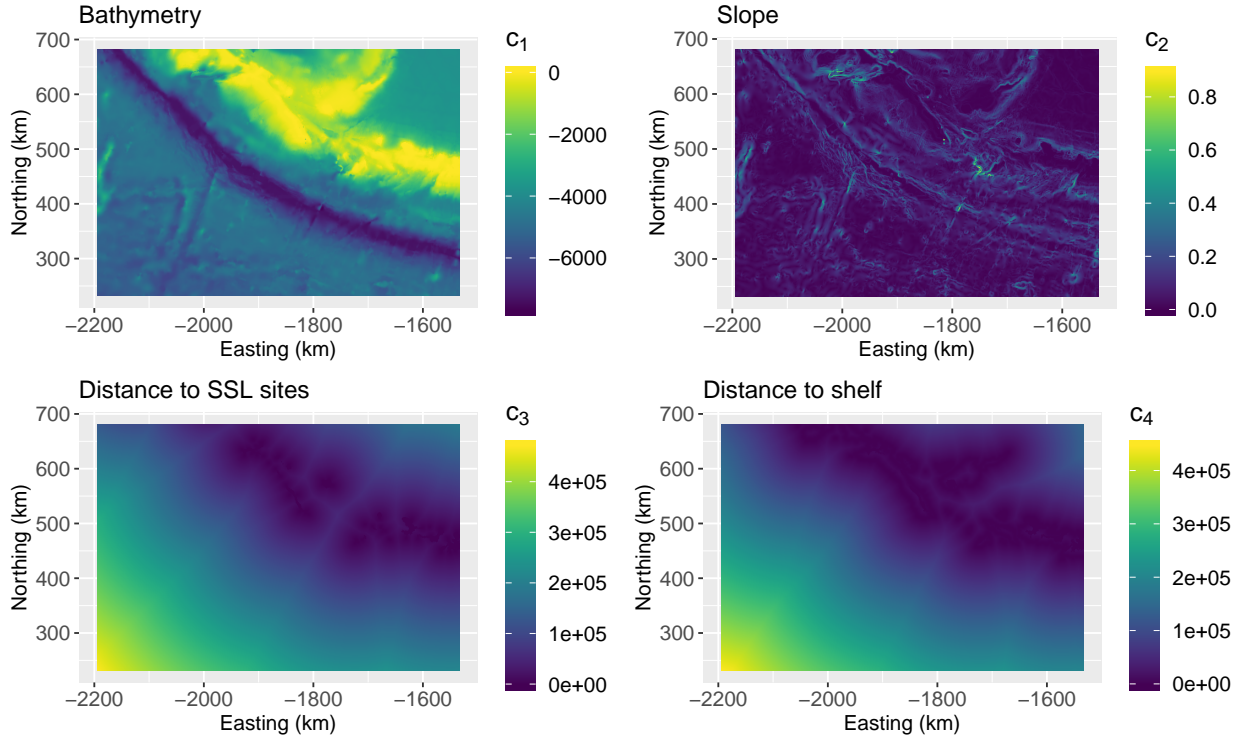 Bathymetry
c1
700
600
500
400
300
Northing (km)
−2200 −2000 −1800 −1600
Easting (km)
0
−2000
−4000
−6000
Slope
c2
700
600
500
400
300
Northing (km)
−2200 −2000 −1800 −1600
Easting (km)
0.8
0.6
0.4
0.2
0.0
Distance to SSL sites
c3
700
600
500
400
300
Northing (km)
−2200 −2000 −1800 −1600
Easting (km)
4e+05
3e+05
2e+05
1e+05
0e+00
Distance to shelf
c4
700
600
500
400
300
Northing (km)
−2200 −2000 −1800 −1600
Easting (km)
4e+05
3e+05
2e+05
1e+05
0e+00